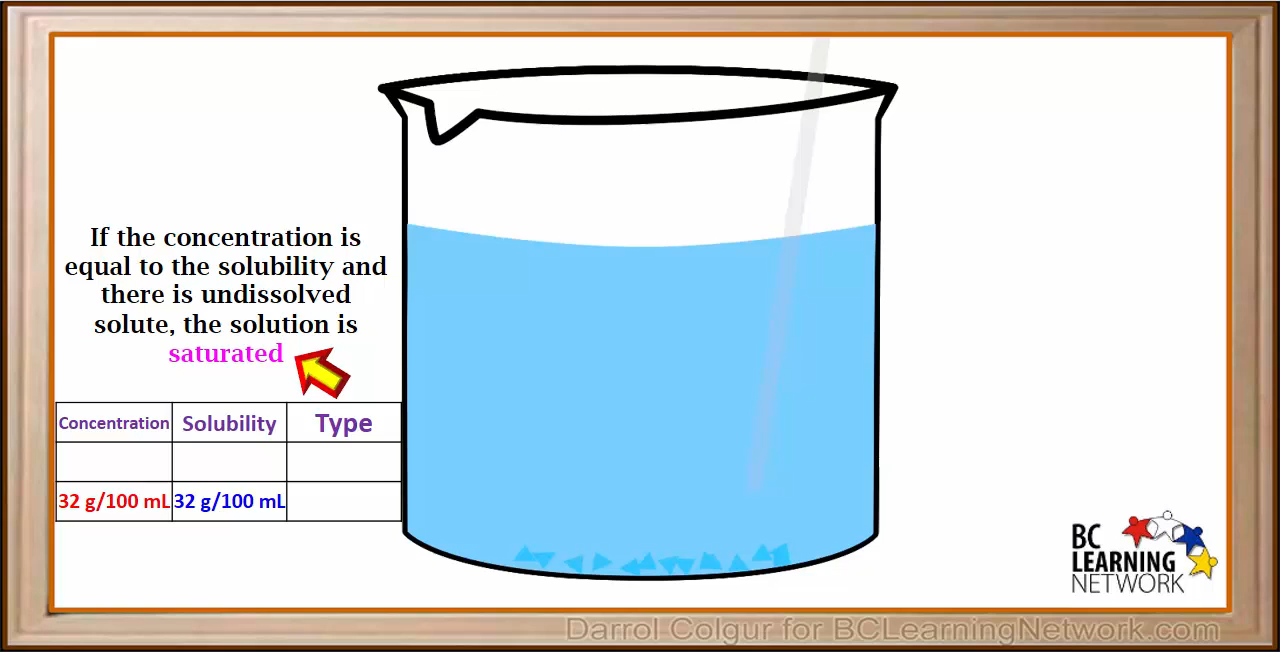 If the concentration is
equal to the solubility and
there is undissolved
solute, the solution is
saturated
Concentration Solubility Type
32 g/100 mL 32 g/100 mL
BC
LEARNING
NETWORK
Darrol Colgur for BCLearningNetwork.com